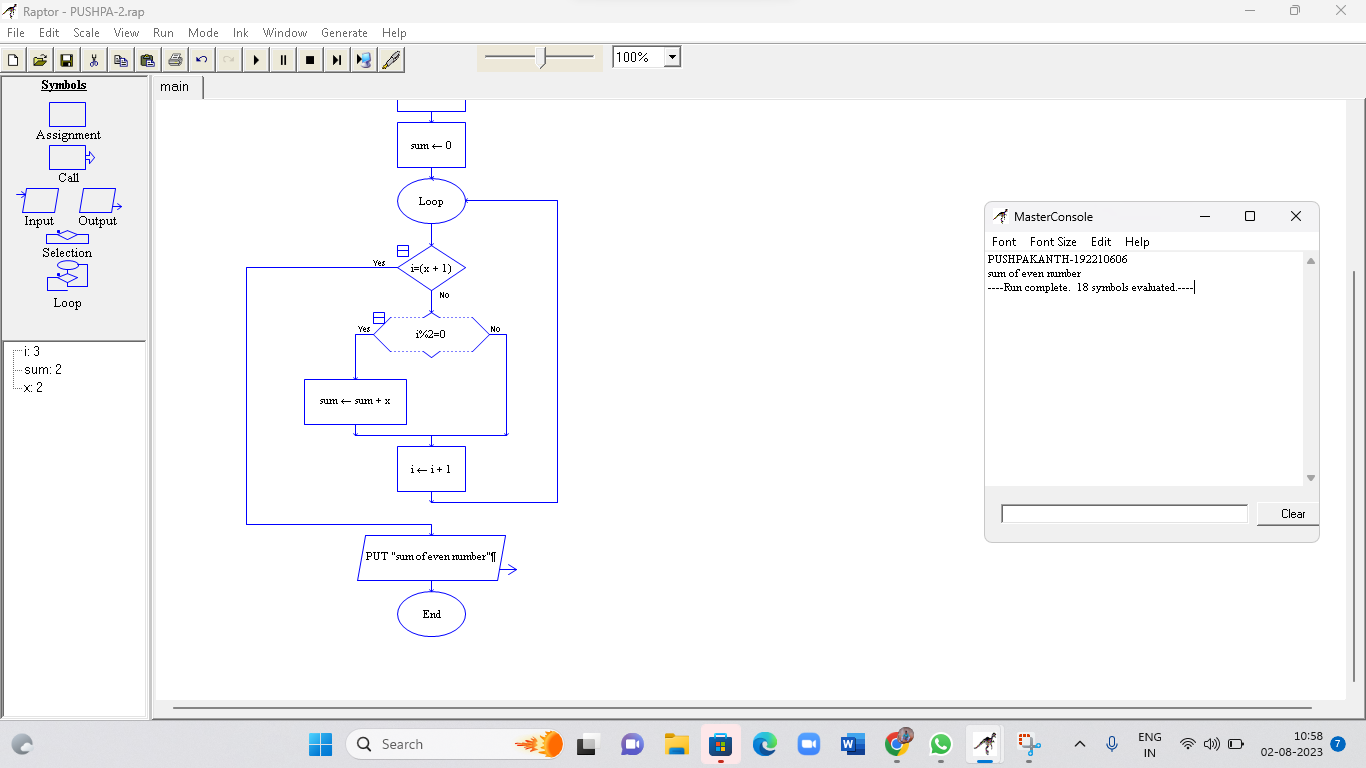 Raptor - PUSHPA-2.rap
File Edit Scale View Run Mode Ink Window Generate Help
100%
Symbols
Assignment
Call
Input Output
Selection
Loop
i: 3
sum: 2
x: 2
main
sum ← 0
Loop
Yes
i=(x + 1)
No
Yes
i%2=0
No
sum ← sum + x
i ← i + 1
PUT "sum of even number"¶
End
MasterConsole
Font Font Size Edit Help
PUSHPAKANTH-192210606
sum of even number
----Run complete. 18 symbols evaluated.----
Clear
Search
ENG
IN
10:58
02-08-2023
7